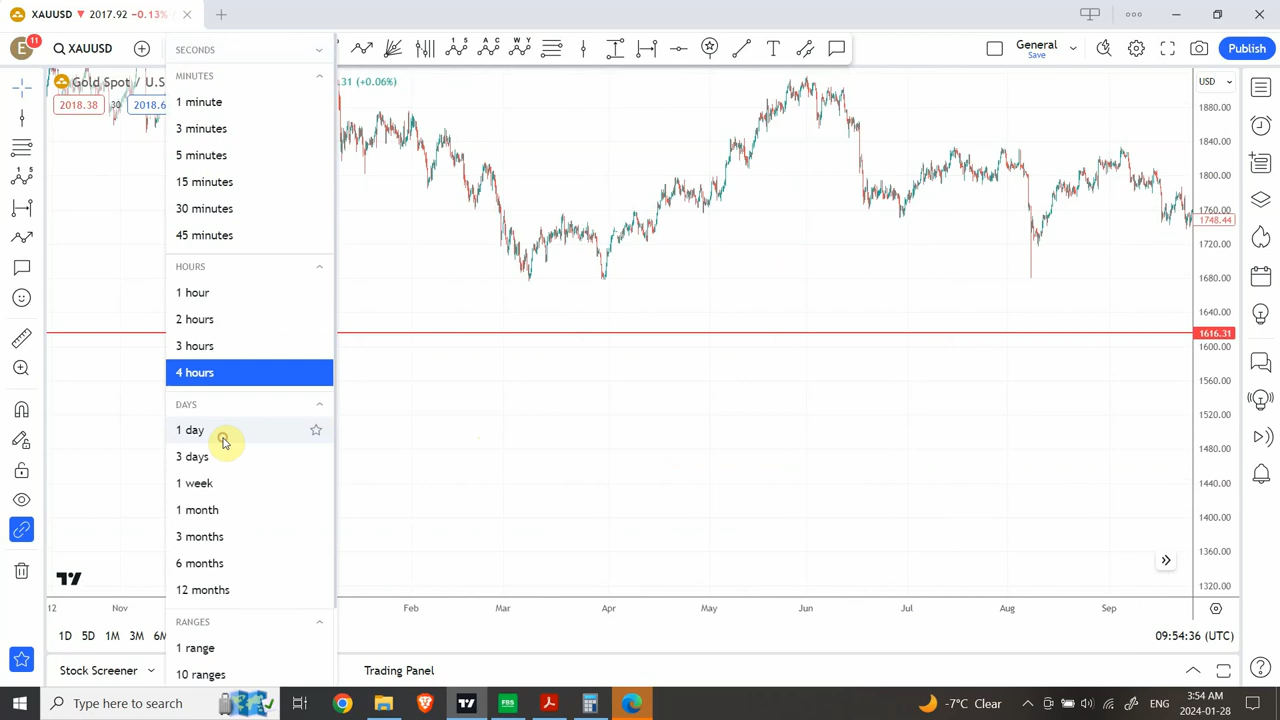 XAUUSD ▼ 2017.92 −0.13%
E
11
XAUUSD
General
Save
Publish
Gold Spot / U.S
.31 (+0.06%)
2018.38
30
2018.6
SECONDS
MINUTES
1 minute
3 minutes
5 minutes
15 minutes
30 minutes
45 minutes
HOURS
1 hour
2 hours
3 hours
4 hours
DAYS
1 day
3 days
1 week
1 month
3 months
6 months
12 months
RANGES
1 range
10 ranges
USD
1880.00
1840.00
1800.00
1760.00
1748.44
1720.00
1680.00
1640.00
1616.31
1600.00
1560.00
1520.00
1480.00
1440.00
1400.00
1360.00
1320.00
12 Nov Feb Mar Apr May Jun Jul Aug Sep
1D 5D 1M 3M 6M
09:54:36 (UTC)
Stock Screener
Trading Panel
Type here to search
FBS
-7°C Clear
ENG
3:54 AM
2024-01-28